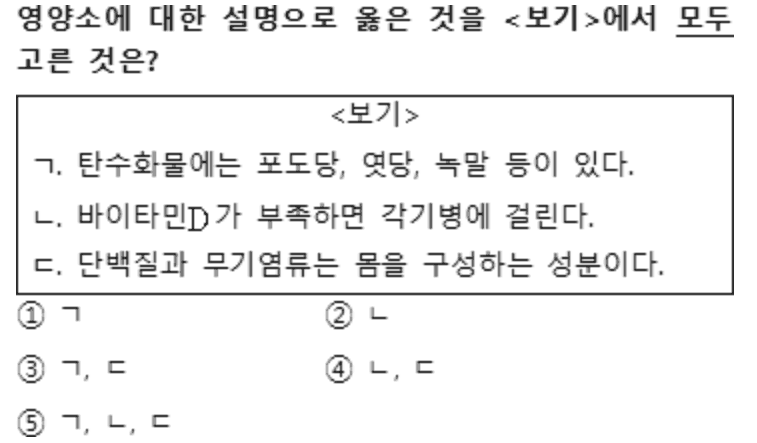 영양소에 대한 설명으로 옳은 것을 <보기>에서 모두
고른 것은?
<보기>
ㄱ. 탄수화물에는 포도당, 엿당, 녹말 등이 있다.
ㄴ. 바이타민D가 부족하면 각기병에 걸린다.
ㄷ. 단백질과 무기염류는 몸을 구성하는 성분이다.
① ㄱ ② ㄴ
③ ㄱ, ㄷ ④ ㄴ, ㄷ
⑤ ㄱ, ㄴ, ㄷ